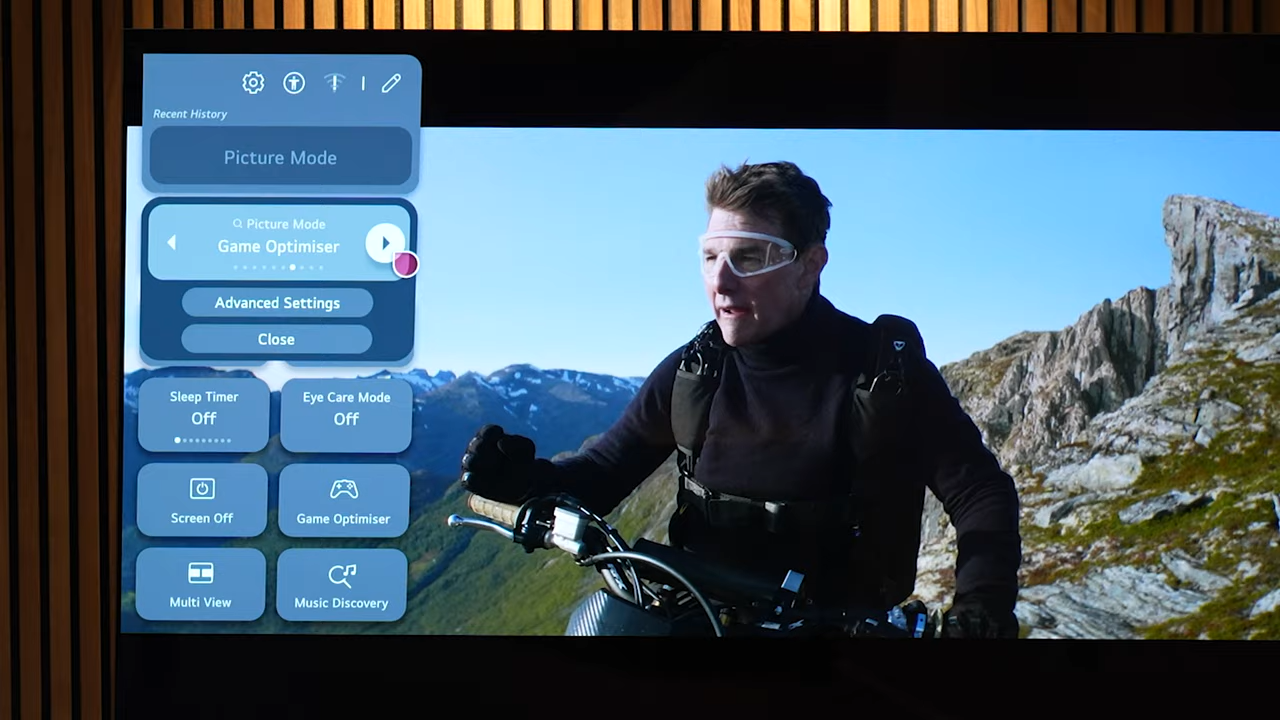 Recent History
Picture Mode
Picture Mode
Game Optimiser
Advanced Settings
Close
Sleep Timer
Off
Eye Care Mode
Off
Screen Off
Game Optimiser
Multi View
Music Discovery